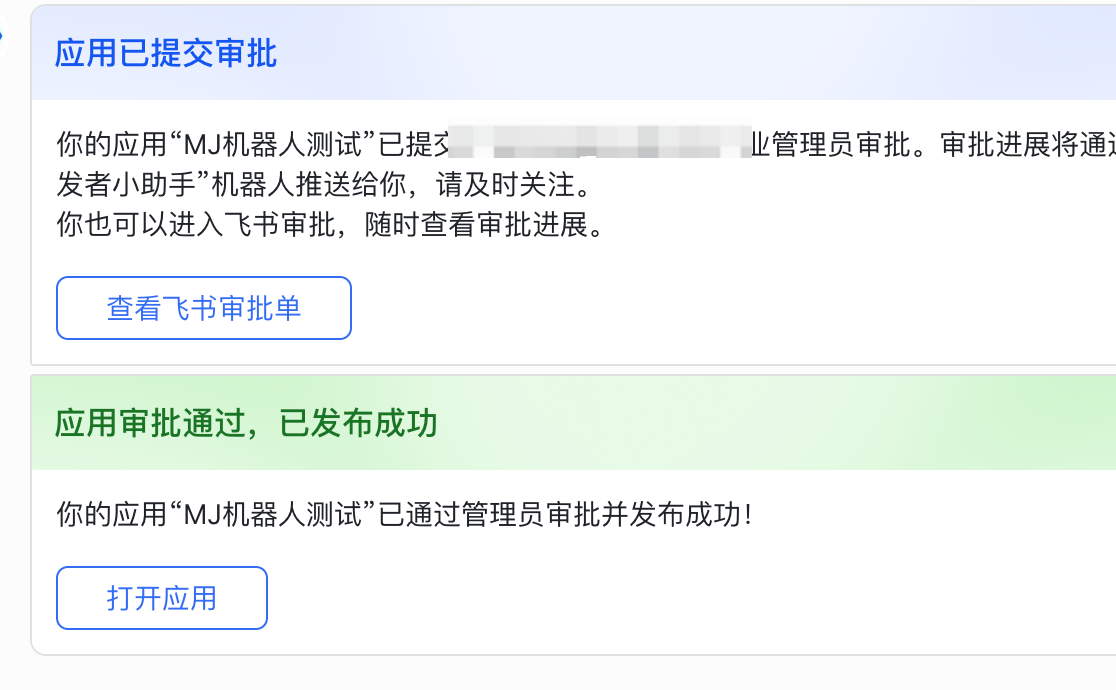 应用已提交审批
你的应用“MJ机器人测试”已提交业管理员审批。审批进展将通过
发者小助手”机器人推送给你，请及时关注。
你也可以进入飞书审批，随时查看审批进展。
查看飞书审批单
应用审批通过，已发布成功
你的应用“MJ机器人测试”已通过管理员审批并发布成功！
打开应用